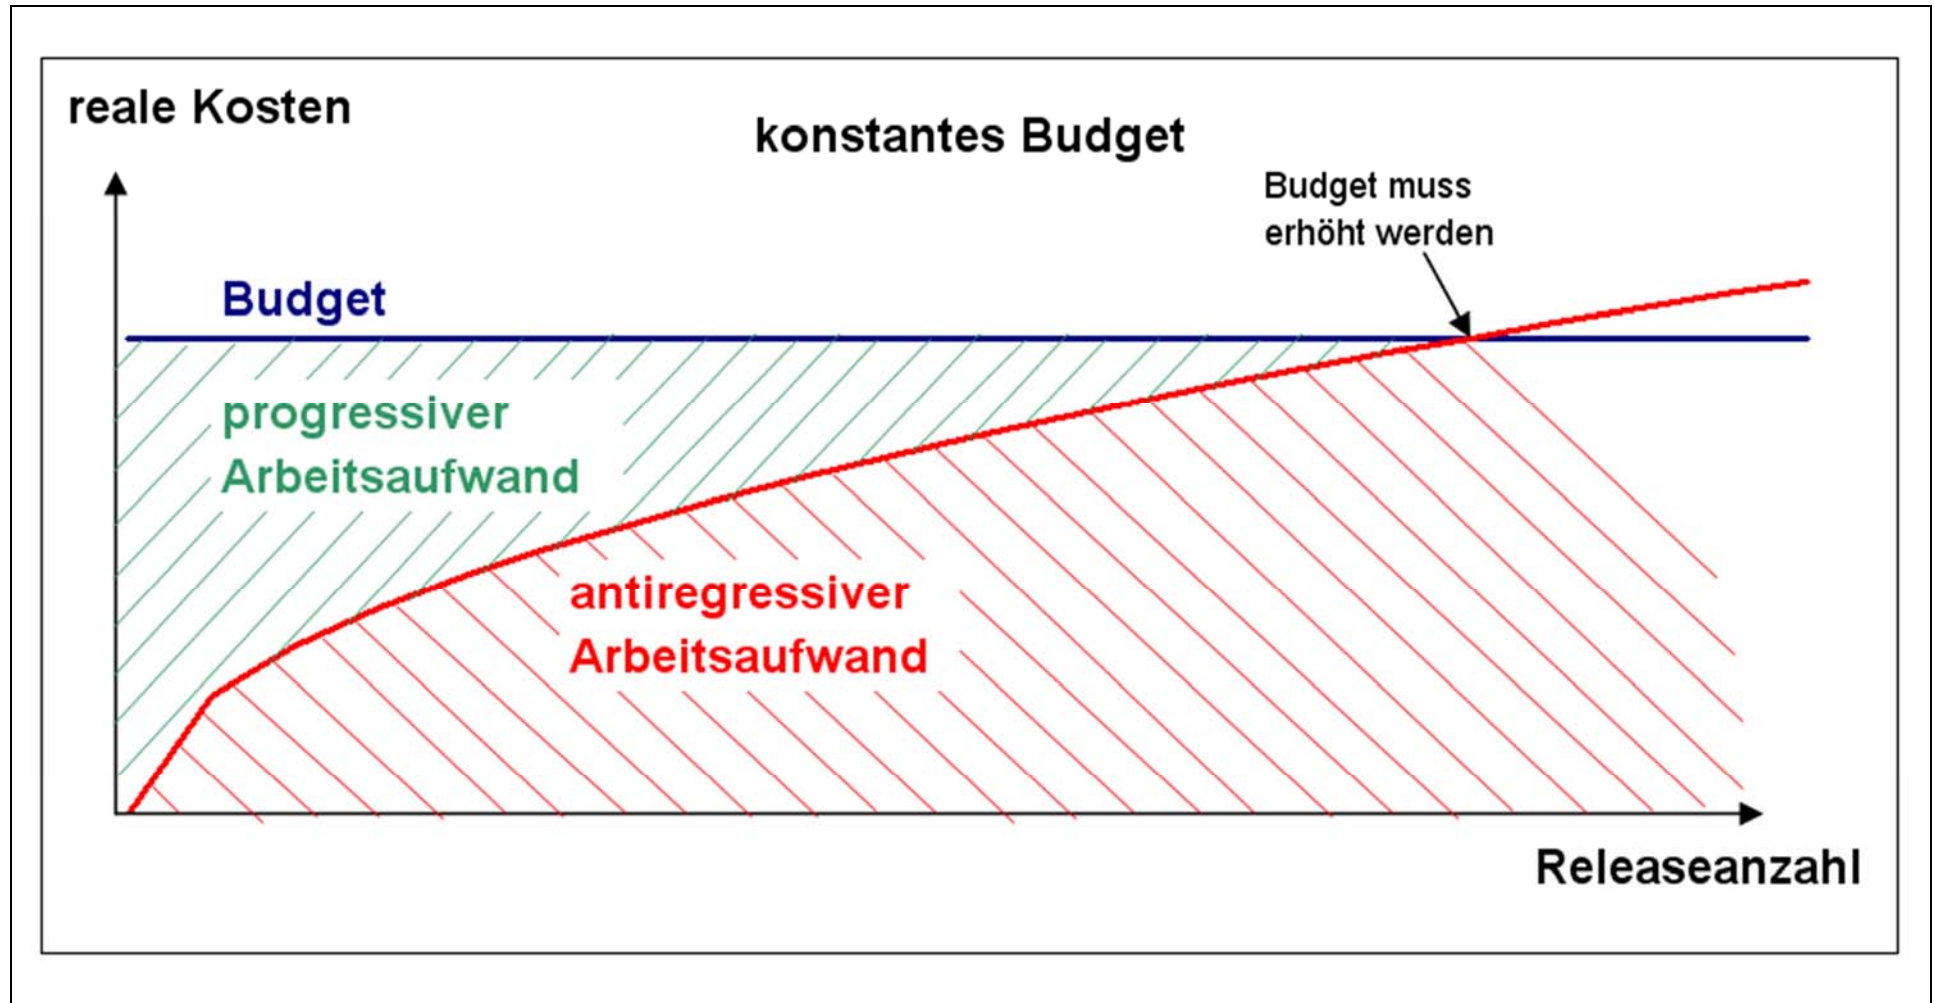 reale Kosten
konstantes Budget
Budget muss
erhöht werden
Budget
progressiver
Arbeitsaufwand
antiregressiver
Arbeitsaufwand
Releaseanzahl